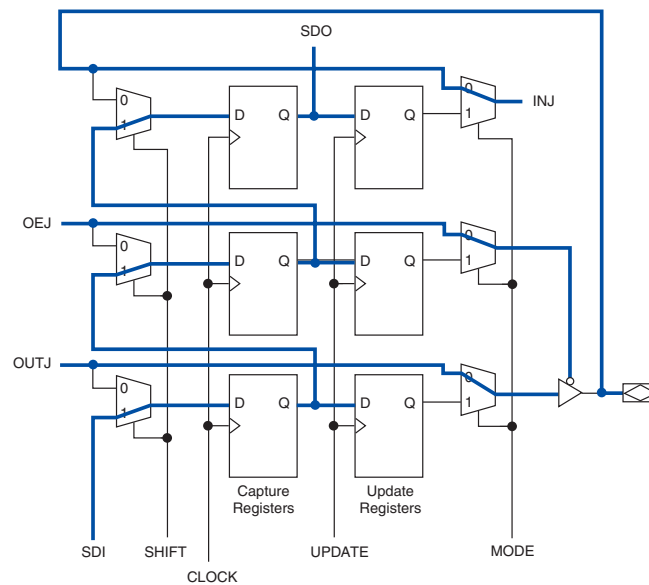 SDO
0
1
D Q
D Q
0
1
INJ
OEJ
0
1
D Q
D Q
0
1
OUTJ
0
1
D Q
D Q
0
1
Capture
Registers
Update
Registers
SDI
SHIFT
CLOCK
UPDATE
MODE